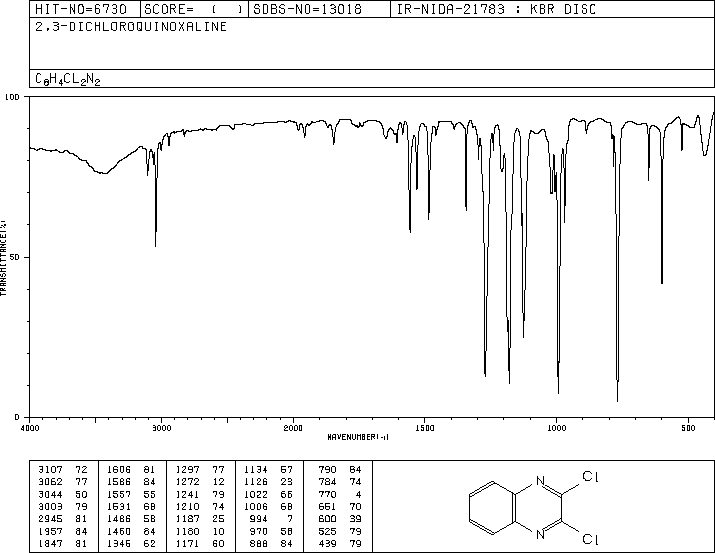 HIT-NO=6730 SCORE= ( ) SDBS-NO=13018 IR-NIDA-21783 : KBR DISC
2,3-DICHLOROQUINOXALINE
C8H4CL2N2
100
50
0
TRANSMITTANCE(%)
4000 3000 2000 1500 1000 500
WAVENUMBER(-1)
3107 72 1606 81 1297 77 1134 57 790 84
3062 77 1586 84 1272 12 1126 23 784 74
3044 50 1557 55 1241 79 1022 66 770 4
3009 79 1531 68 1210 74 1006 68 651 70
2945 81 1486 58 1187 25 994 7 600 39
1957 84 1460 84 1180 10 970 58 525 79
1847 81 1346 62 1171 60 888 84 439 79
N
Cl
N
Cl